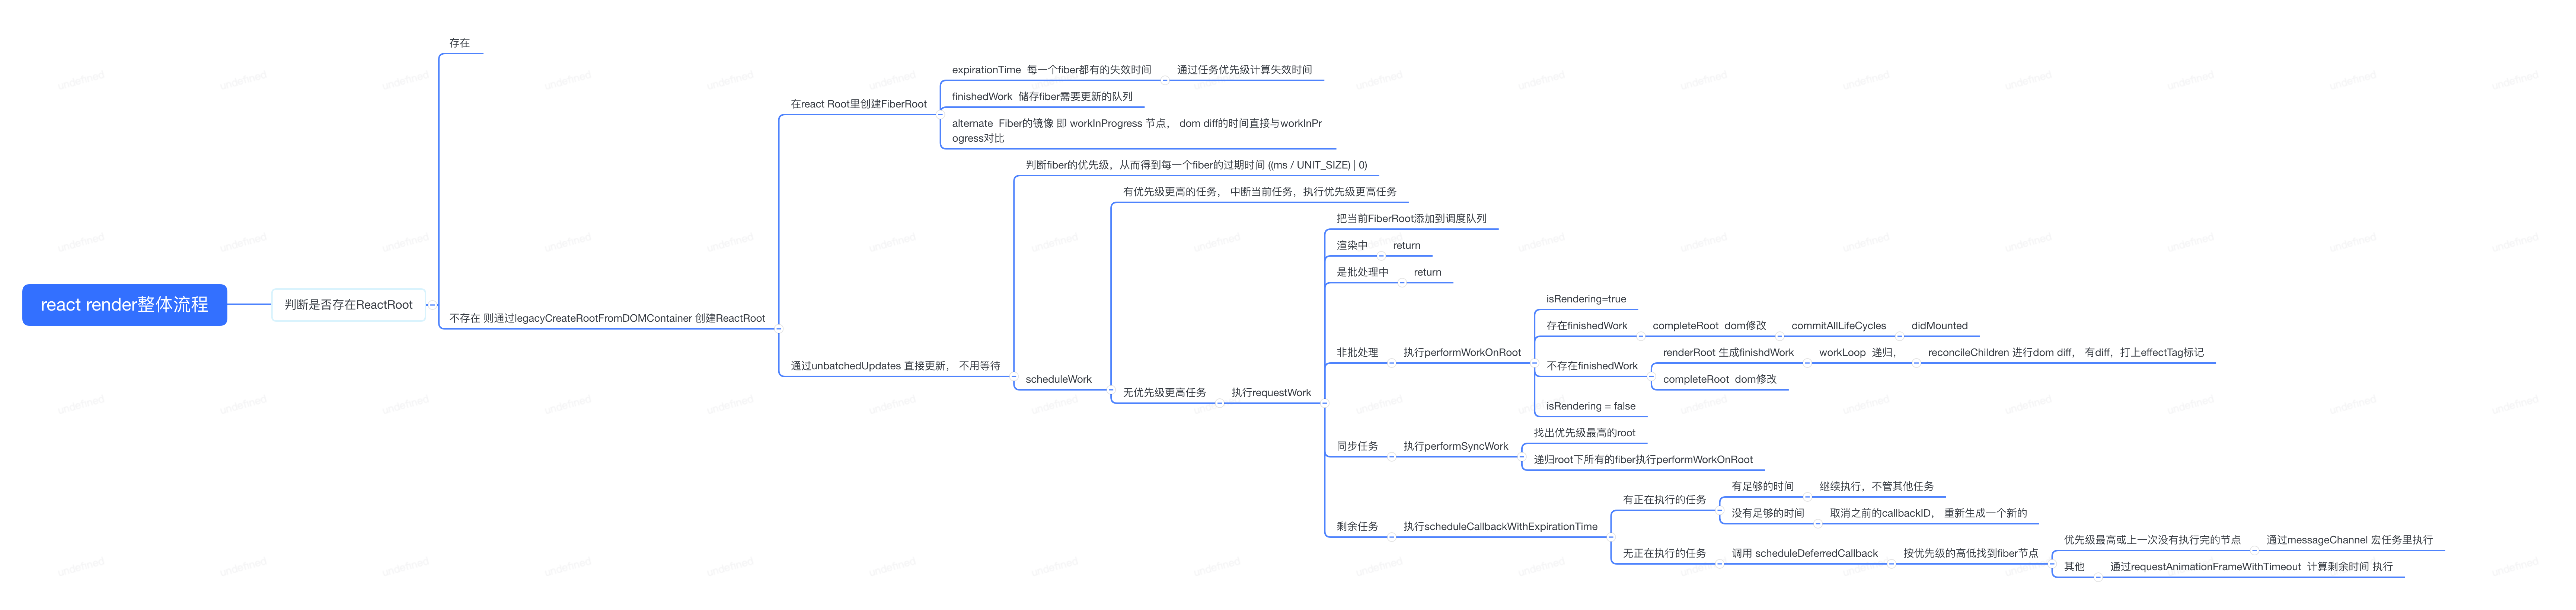 react render整体流程
判断是否存在ReactRoot
存在
不存在 则通过legacyCreateRootFromDOMContainer 创建ReactRoot
在react Root里创建FiberRoot
expirationTime 每一个fiber都有的失效时间
通过任务优先级计算失效时间
finishedWork 储存fiber需要更新的队列
alternate Fiber的镜像 即 workInProgress 节点， dom diff的时间直接与workInPr
ogress对比
通过unbatchedUpdates 直接更新， 不用等待
判断fiber的优先级，从而得到每一个fiber的过期时间 ((ms / UNIT_SIZE) | 0)
scheduleWork
有优先级更高的任务， 中断当前任务，执行优先级更高任务
无优先级更高任务
执行requestWork
把当前FiberRoot添加到调度队列
渲染中
return
是批处理中
return
非批处理
执行performWorkOnRoot
isRendering=true
存在finishedWork
completeRoot dom修改
commitAllLifeCycles
didMounted
不存在finishedWork
renderRoot 生成finishdWork
workLoop 递归，
reconcileChildren 进行dom diff， 有diff，打上effectTag标记
completeRoot dom修改
isRendering = false
同步任务
执行performSyncWork
找出优先级最高的root
递归root下所有的fiber执行performWorkOnRoot
剩余任务
执行scheduleCallbackWithExpirationTime
有正在执行的任务
有足够的时间
继续执行，不管其他任务
没有足够的时间
取消之前的callbackID， 重新生成一个新的
无正在执行的任务
调用 scheduleDeferredCallback
按优先级的高低找到fiber节点
优先级最高或上一次没有执行完的节点
通过messageChannel 宏任务里执行
其他
通过requestAnimationFrameWithTimeout 计算剩余时间 执行
undefined